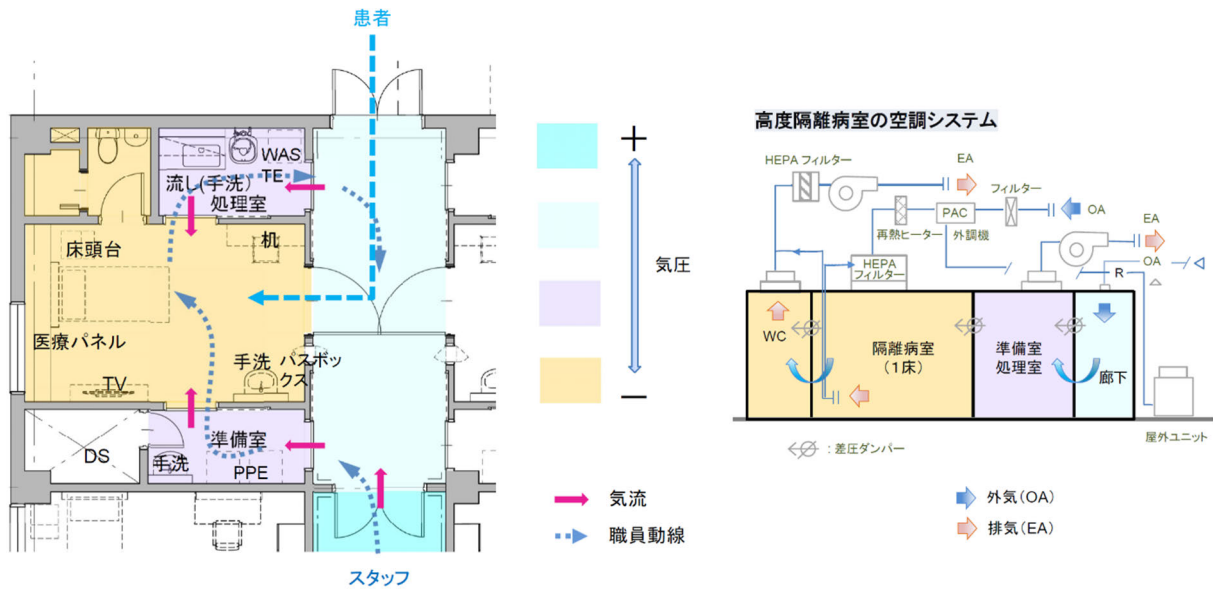 患者
WAS
TE
流し(手洗)
処理室
床頭台
机
医療パネル
手洗
パスボッ
クス
TV
準備室
DS
手洗
PPE
スタッフ
+
気圧
−
気流
職員動線
高度隔離病室の空調システム
HEPA フィルター
EA
フィルター
PAC
OA
再熱ヒーター
外調機
EA
HEPA
フィルター
OA
R
WC
隔離病室
(1床)
準備室
処理室
廊下
屋外ユニット
:差圧ダンパー
外気(OA)
排気(EA)